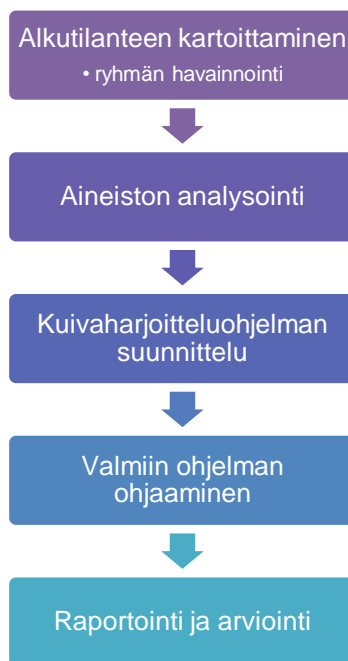 Alkutilanteen kartoittaminen
• ryhmän havainnointi
Aineiston analysointi
Kuivaharjoitteluohjelman
suunnittelu
Valmiin ohjelman
ohjaaminen
Raportointi ja arviointi